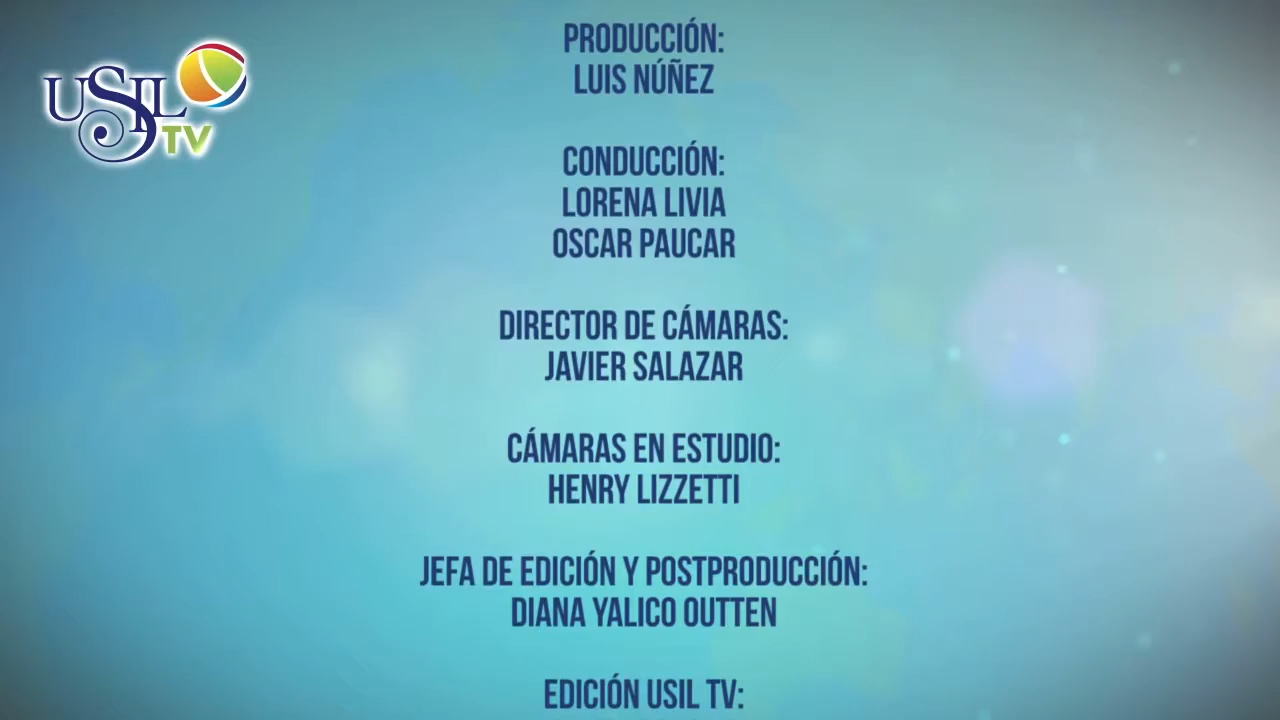 USIL
TV
PRODUCCIÓN:
LUIS NÚÑEZ
CONDUCCIÓN:
LORENA LIVIA
OSCAR PAUCAR
DIRECTOR DE CÁMARAS:
JAVIER SALAZAR
CÁMARAS EN ESTUDIO:
HENRY LIZZETTI
JEFA DE EDICIÓN Y POSTPRODUCCIÓN:
DIANA YALICO OUTTEN
EDICIÓN USIL TV: